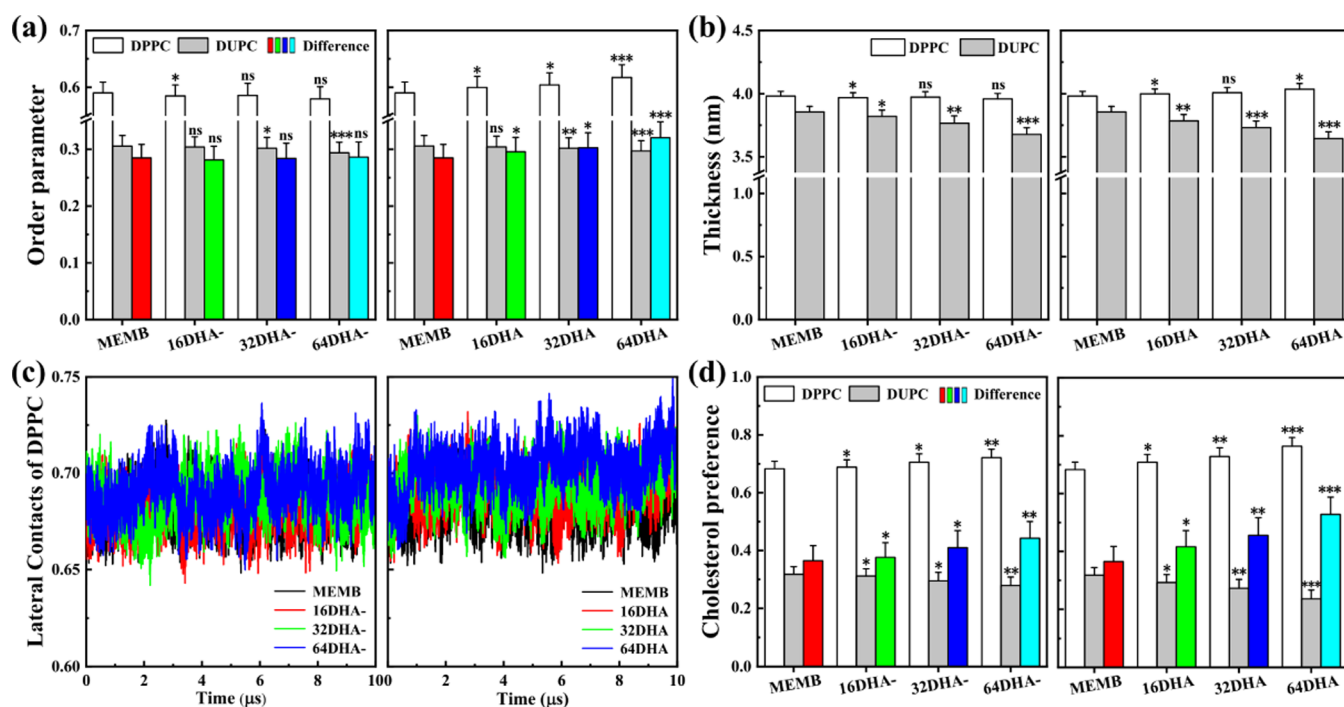 (a)
Order parameter
0.7
0.6
0.3
0.2
0.1
0.0
DPPC DUPC Difference
* ns ns
ns ns * ns *** ns
MEMB 16DHA- 32DHA- 64DHA-
* * ***
ns * ** * *** ***
MEMB 16DHA 32DHA 64DHA
(b)
Thickness (nm)
4.5
4.0
3.5
1.0
0.5
0.0
DPPC DUPC
* * ns ** ns ***
MEMB 16DHA- 32DHA- 64DHA-
* ** ns *** * ***
MEMB 16DHA 32DHA 64DHA
(c)
Lateral Contacts of DPPC
0.75
0.70
0.65
0.60
MEMB
16DHA-
32DHA-
64DHA-
0 2 4 6 8 10
Time (μs)
MEMB
16DHA
32DHA
64DHA
0 2 4 6 8 10
Time (μs)
(d)
Cholesterol preference
1.0
0.8
0.6
0.4
0.2
0.0
DPPC DUPC Difference
* * **
* * * * ** **
MEMB 16DHA- 32DHA- 64DHA-
* ** ***
* * ** ** *** ***
MEMB 16DHA 32DHA 64DHA